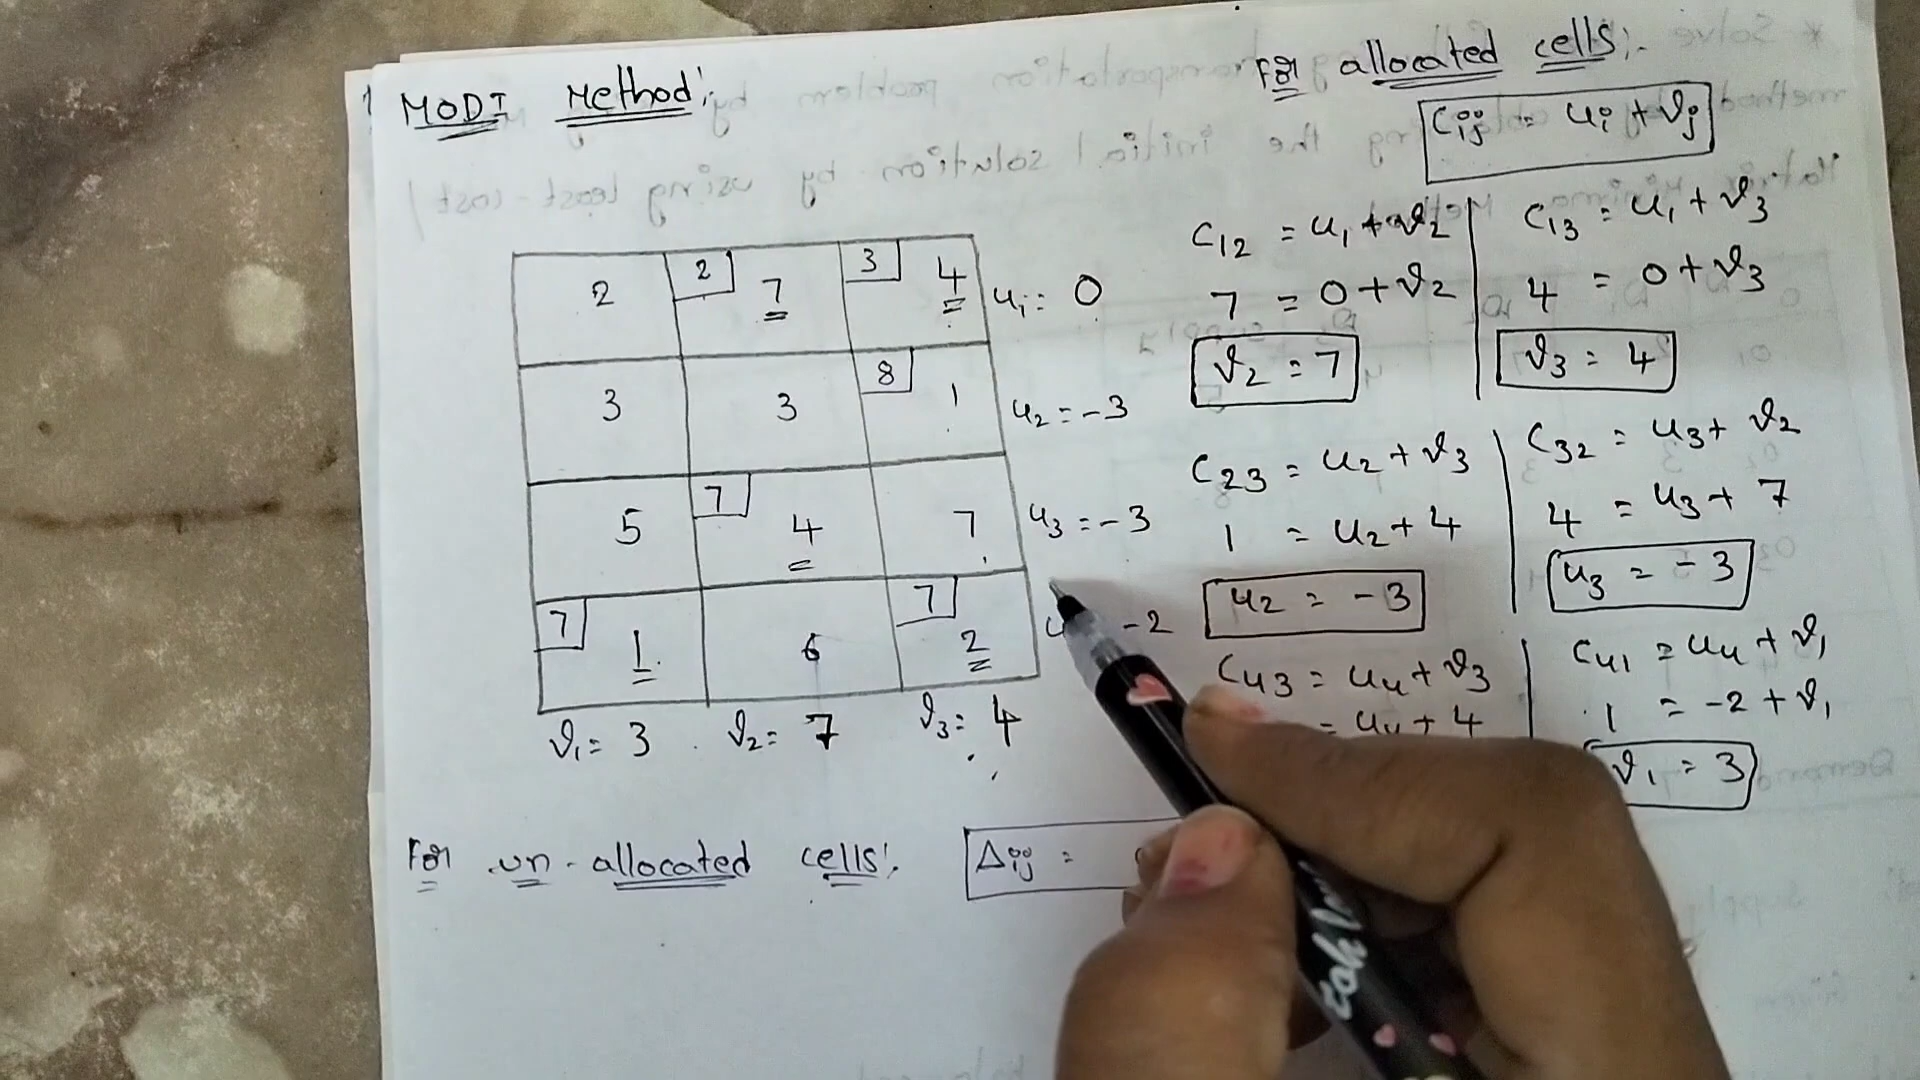 MODI Method:
For allocated cells:-
Cij = ui + vj
2 2 7 3 4 u1 = 0
3 3 8 1 u2 = -3
5 7 4 7 u3 = -3
7 1 6 7 2 -2
v1 = 3 v2 = 7 v3 = 4
C12 = u1 + v2
7 = 0 + v2
v2 = 7
C13 = u1 + v3
4 = 0 + v3
v3 = 4
C23 = u2 + v3
1 = u2 + 4
u2 = -3
C32 = u3 + v2
4 = u3 + 7
u3 = -3
C43 = u4 + v3
= u4 + 4
C41 = u4 + v1
1 = -2 + v1
v1 = 3
For un-allocated cells:
Δij =